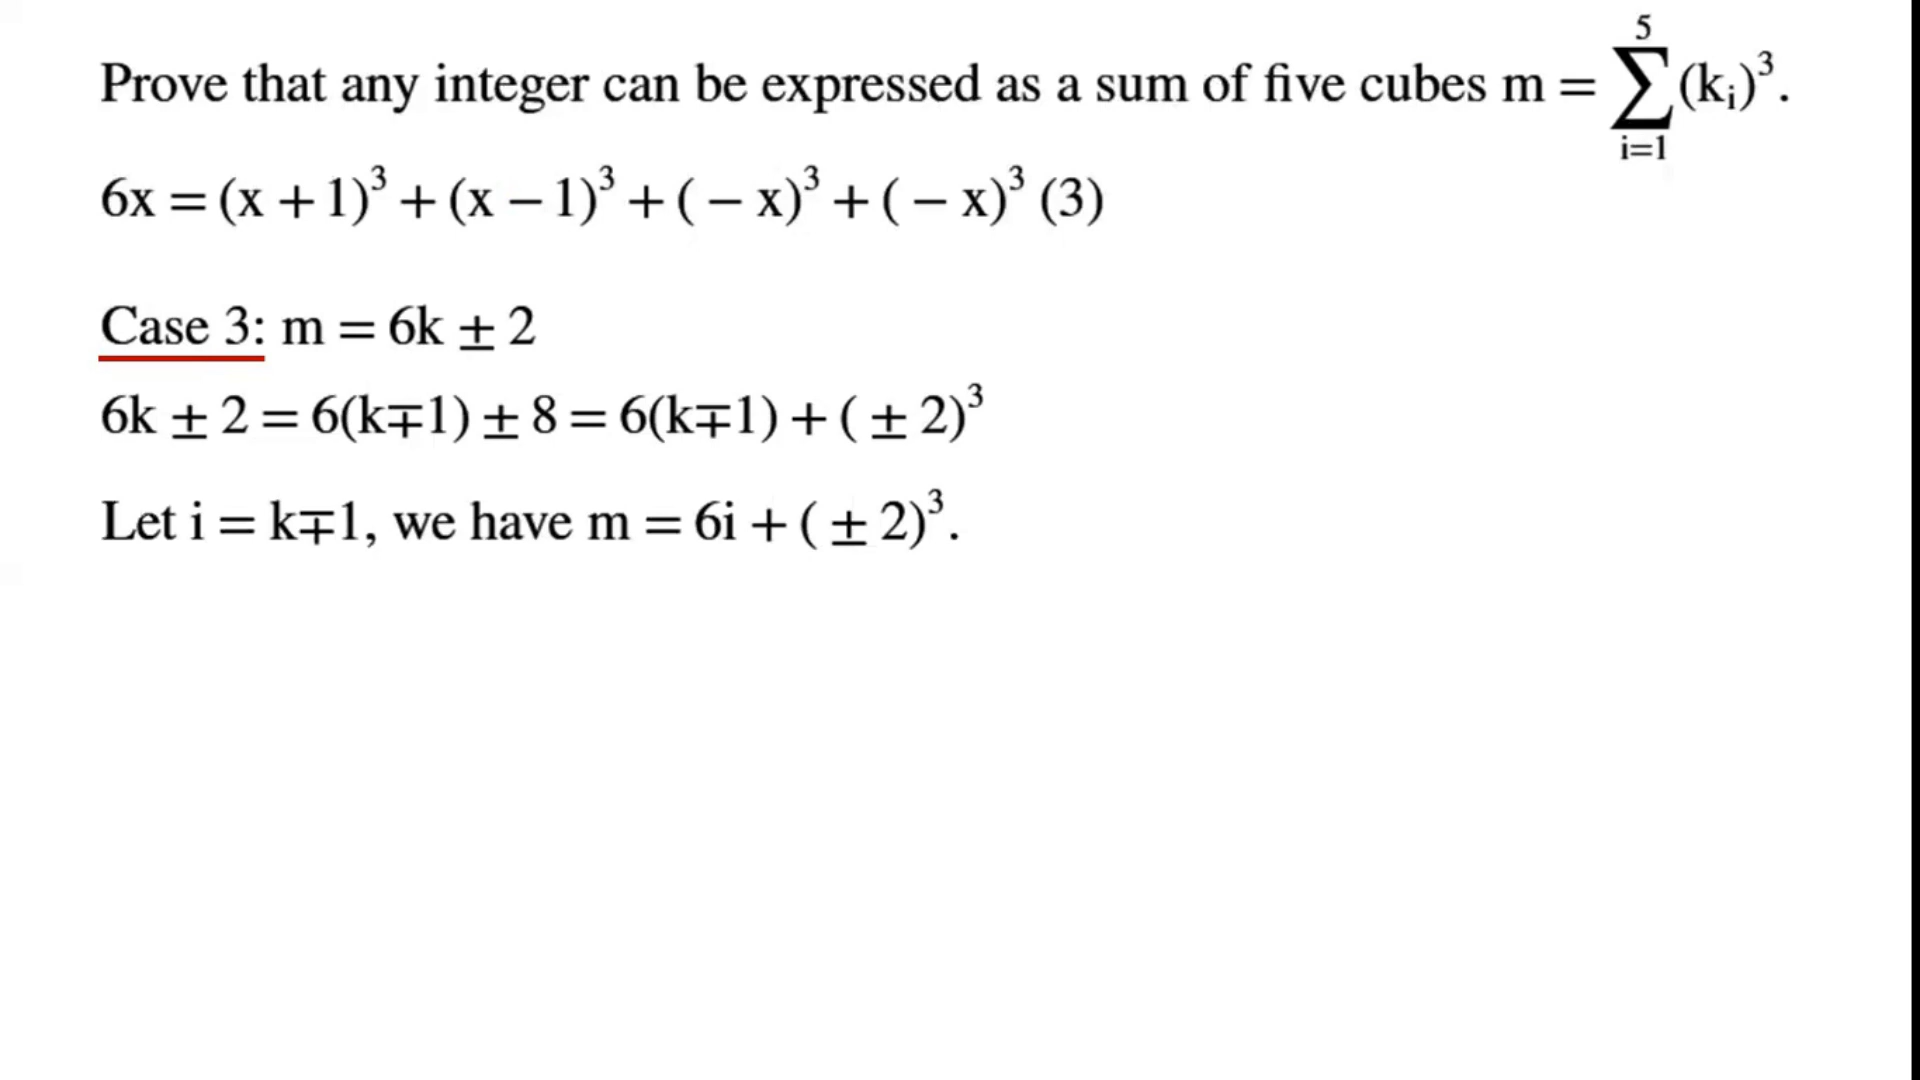 Prove that any integer can be expressed as a sum of five cubes m = ∑_{i=1}^{5} (kᵢ)³.
6x = (x + 1)³ + (x – 1)³ + ( – x)³ + ( – x)³ (3)
Case 3: m = 6k ± 2
6k ± 2 = 6(k∓1) ± 8 = 6(k∓1) + ( ± 2)³
Let i = k∓1, we have m = 6i + ( ± 2)³.